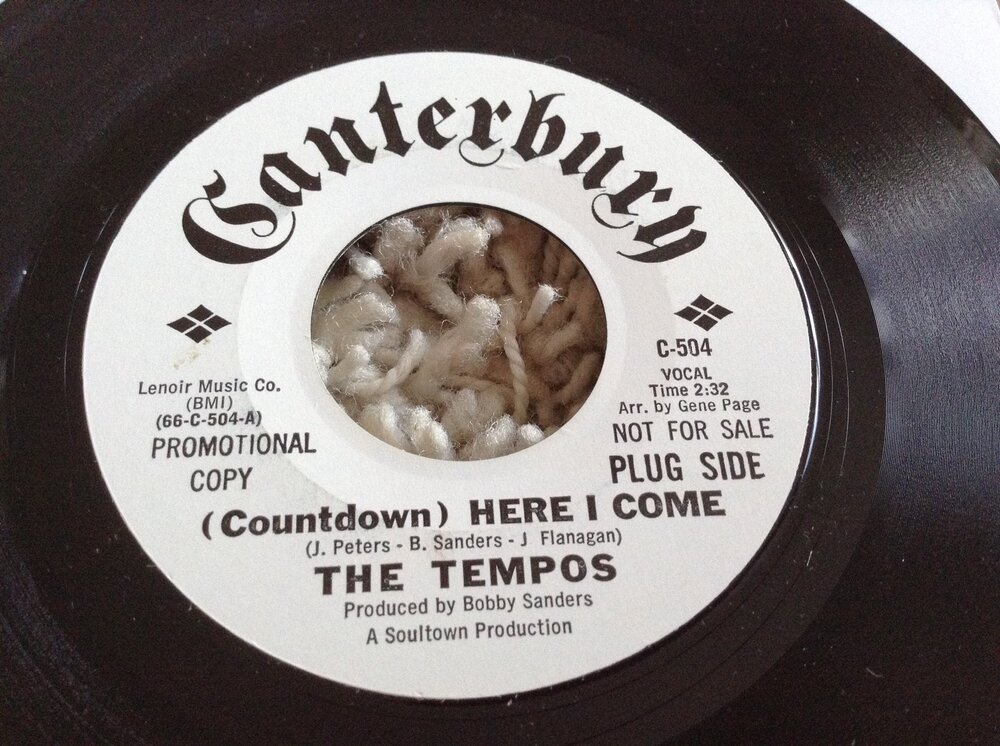 Canterbury
C-504
VOCAL
Time 2:32
Arr. by Gene Page
NOT FOR SALE
PLUG SIDE
Lenoir Music Co.
(BMI)
(66-C-504-A)
PROMOTIONAL
COPY
(Countdown) HERE I COME
(J. Peters - B. Sanders - J Flanagan)
THE TEMPOS
Produced by Bobby Sanders
A Soultown Production